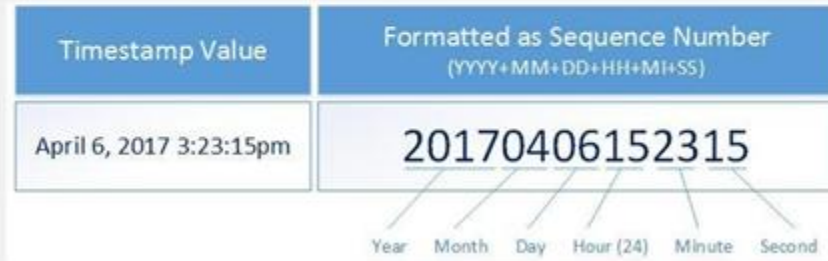 Timestamp Value
Formatted as Sequence Number
(YYYY+MM+DD+HH+MI+SS)
April 6, 2017 3:23:15pm
20170406152315
Year Month Day Hour (24) Minute Second